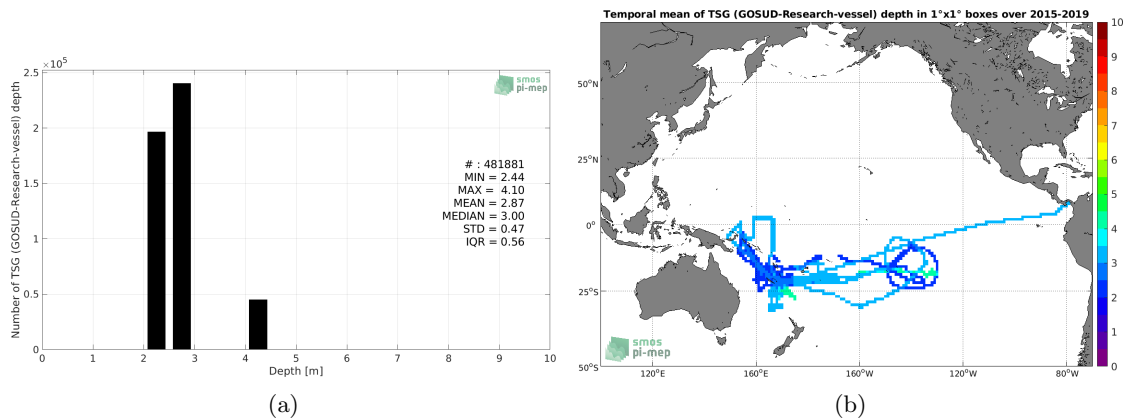 ×10^5
2.5
2
1.5
1
0.5
0
Number of TSG (GOSUD-Research-vessel) depth
smos
pi-mep
# : 481881
MIN = 2.44
MAX = 4.10
MEAN = 2.87
MEDIAN = 3.00
STD = 0.47
IQR = 0.56
0 1 2 3 4 5 6 7 8 9 10
Depth [m]
(a)
Temporal mean of TSG (GOSUD-Research-vessel) depth in 1°x1° boxes over 2015-2019
50°N
25°N
0°
25°S
50°S
120°E 160°E 160°W 120°W 80°W
smos
pi-mep
10
9
8
7
6
5
4
3
2
1
0
(b)